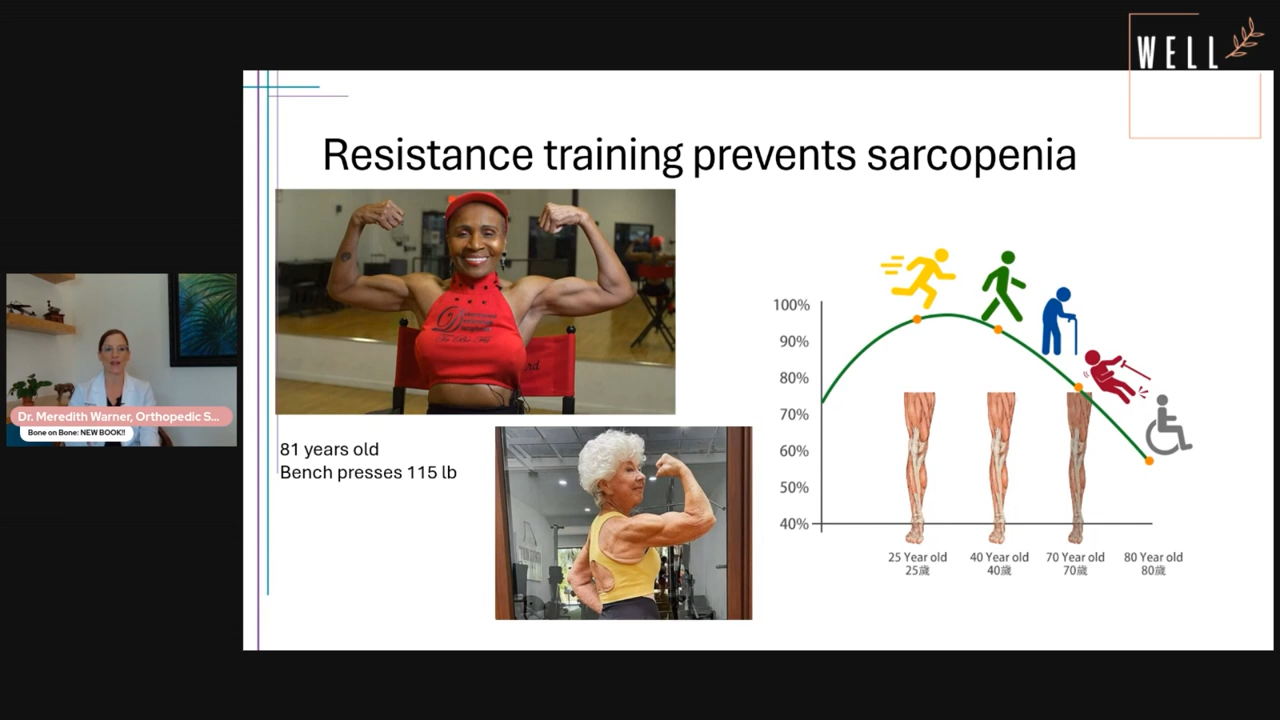 WELL
Resistance training prevents sarcopenia
81 years old
Bench presses 115 lb
100%
90%
80%
70%
60%
50%
40%
25 Year old
25歲
40 Year old
40歲
70 Year old
70歲
80 Year old
80歲
Dr. Meredith Warner, Orthopedic S...
Bone on Bone: NEW BOOK!!